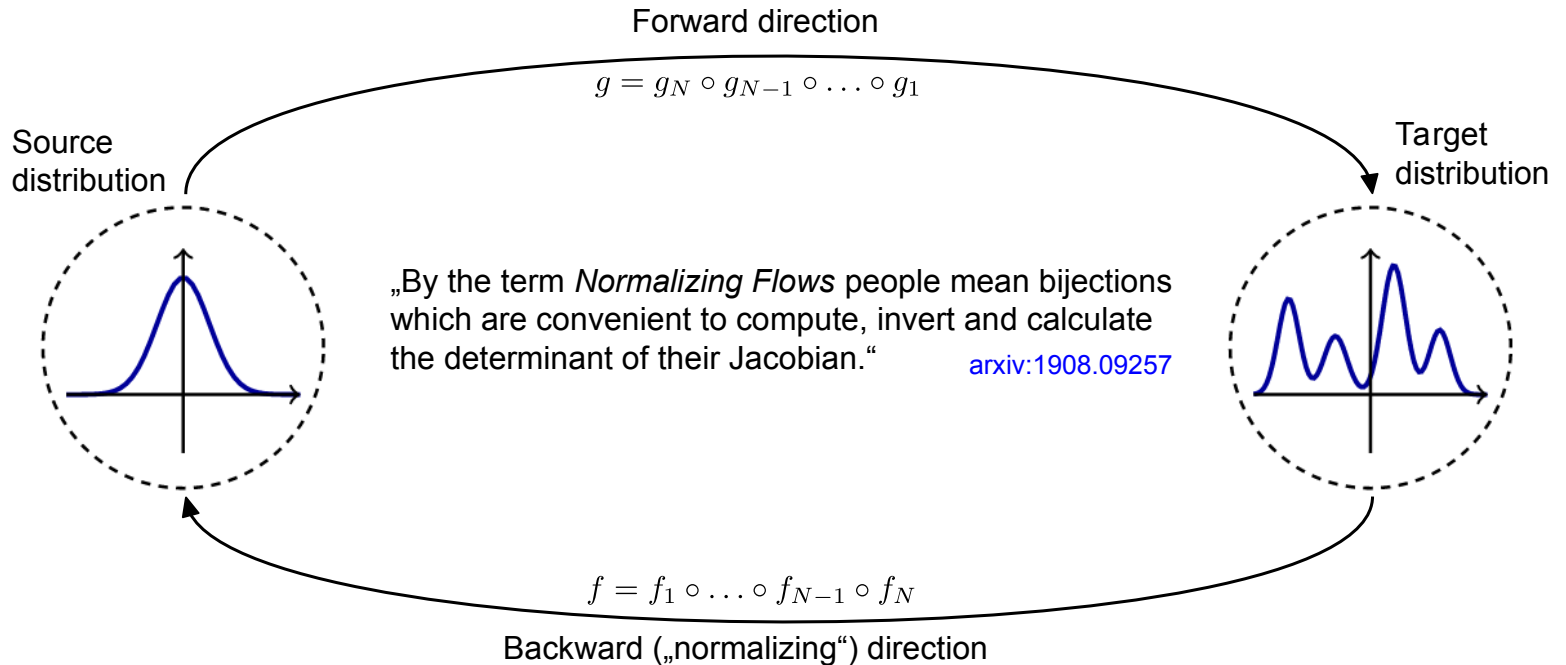 Forward direction
g = g_N ∘ g_{N−1} ∘ … ∘ g_1
Source
distribution
Target
distribution
„By the term Normalizing Flows people mean bijections
which are convenient to compute, invert and calculate
the determinant of their Jacobian.“
arxiv:1908.09257
f = f_1 ∘ … ∘ f_{N−1} ∘ f_N
Backward („normalizing“) direction